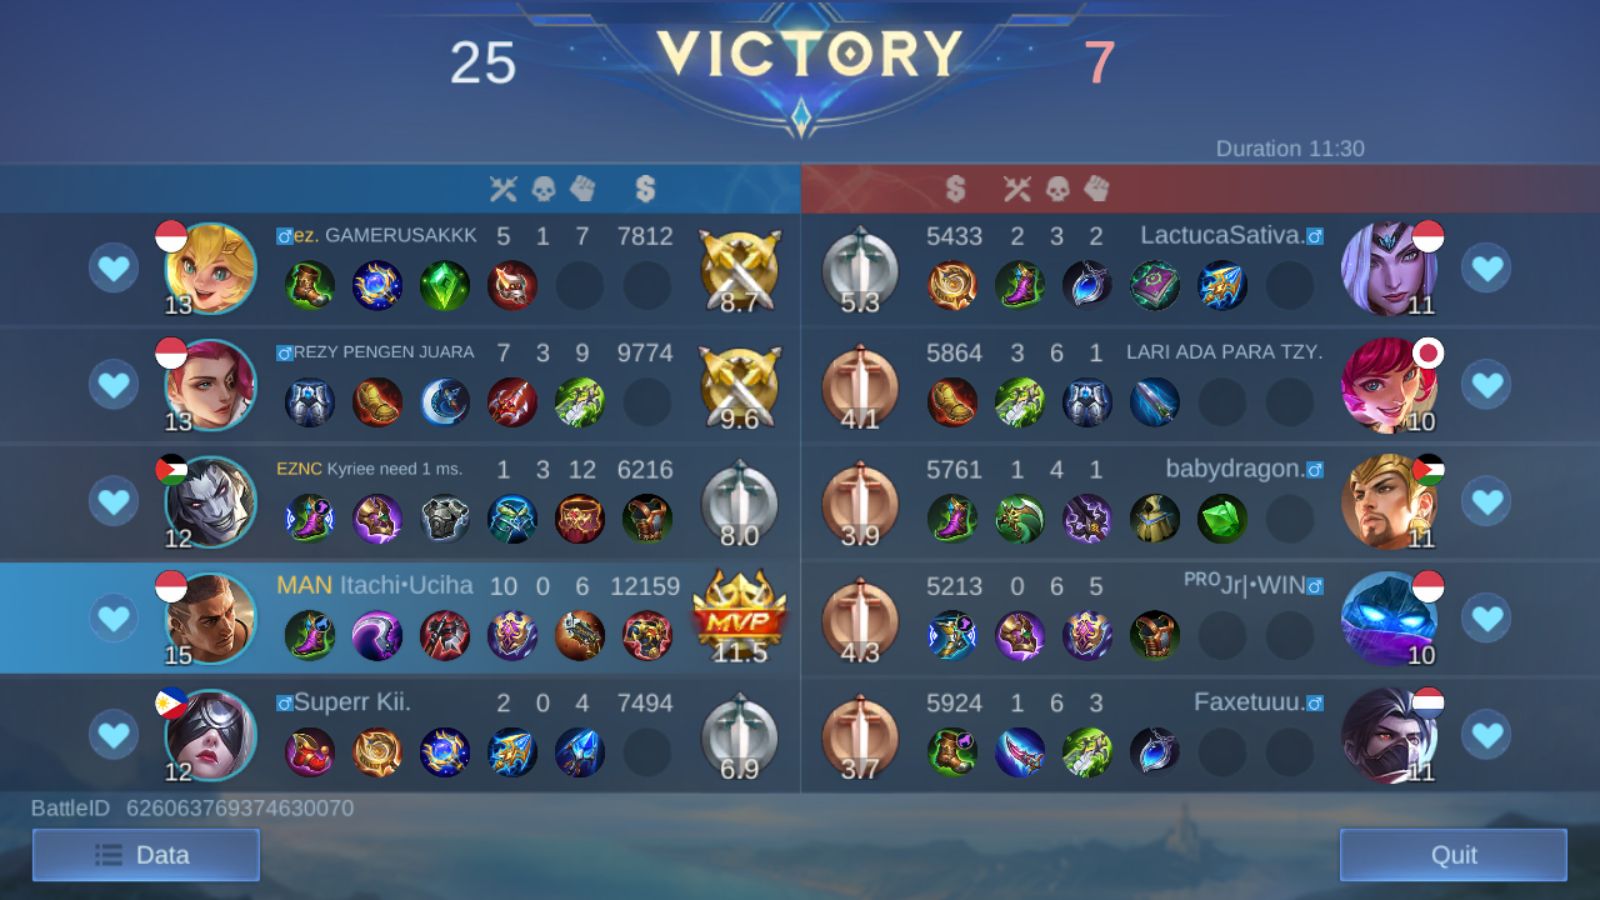 25 VICTORY 7
Duration 11:30
ez. GAMERUSAKKK 5 1 7 7812
13 8.7
5433 2 3 2 LactucaSativa.
5.3 11
REZY PENGEN JUARA 7 3 9 9774
13 9.6
5864 3 6 1 LARI ADA PARA TZY.
4.1 10
EZNC Kyriee need 1 ms. 1 3 12 6216
12 8.0
5761 1 4 1 babydragon.
3.9 11
MAN Itachi•Uciha 10 0 6 12159
MVP
15 11.5
5213 0 6 5 ᴾᴿᴼJr|•WIN
4.3 10
Superr Kii. 2 0 4 7494
12 6.9
5924 1 6 3 Faxetuuu.
3.7 11
BattleID 626063769374630070
Data
Quit